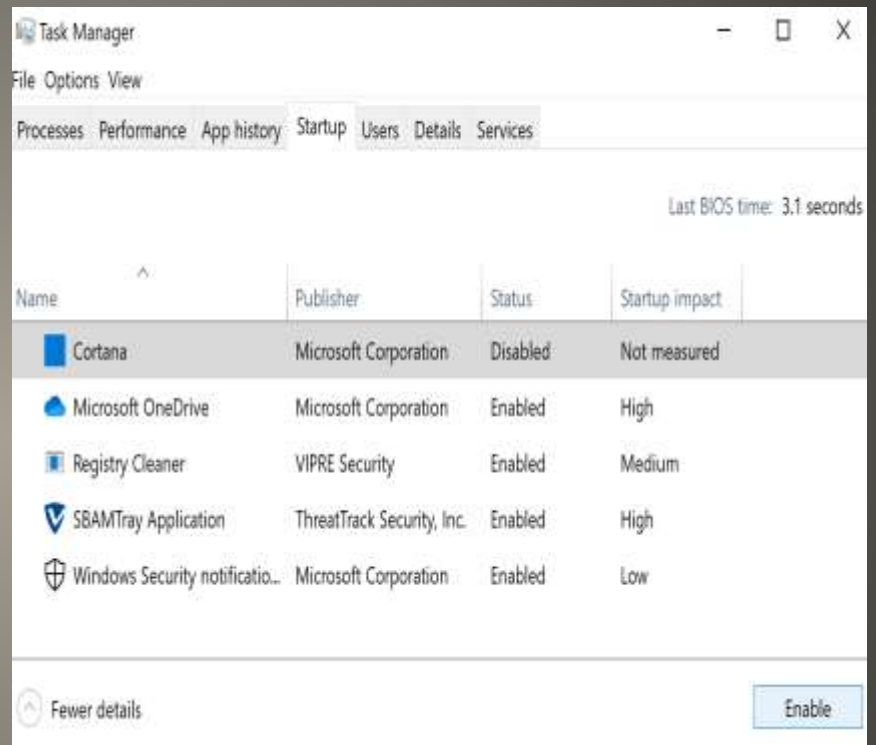 Task Manager
File Options View
Processes Performance App history Startup Users Details Services
Last BIOS time: 3.1 seconds
Name Publisher Status Startup impact
Cortana Microsoft Corporation Disabled Not measured
Microsoft OneDrive Microsoft Corporation Enabled High
Registry Cleaner VIPRE Security Enabled Medium
SBAMTray Application ThreatTrack Security, Inc. Enabled High
Windows Security notificatio... Microsoft Corporation Enabled Low
Fewer details Enable